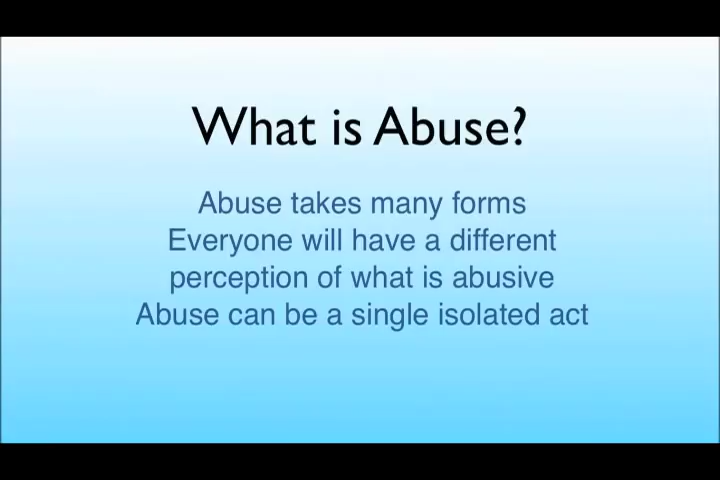 What is Abuse?
Abuse takes many forms
Everyone will have a different
perception of what is abusive
Abuse can be a single isolated act